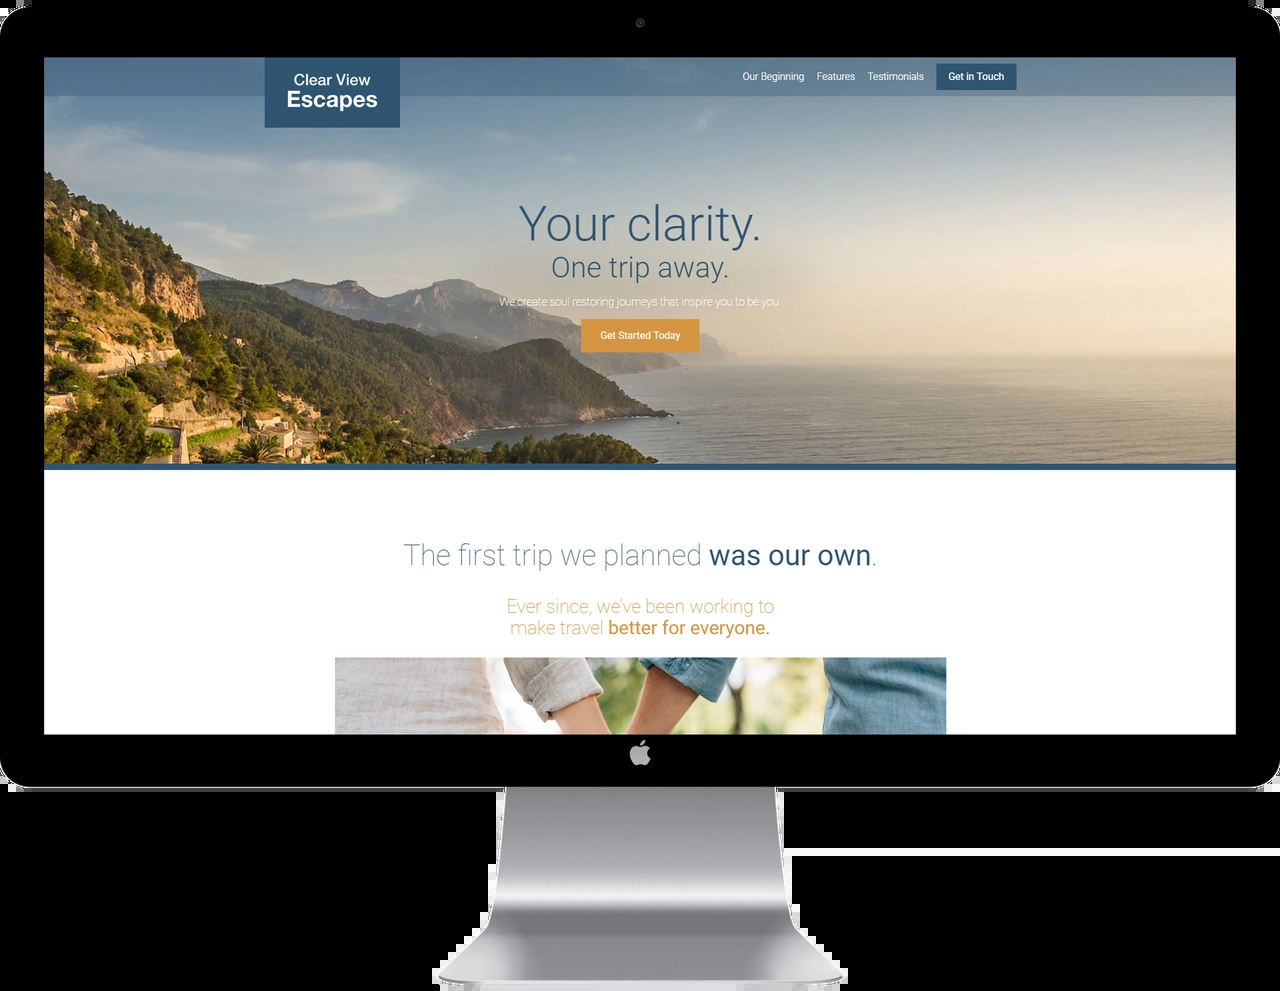 Clear View
Escapes
Our Beginning
Features
Testimonials
Get in Touch
Your clarity.
One trip away.
We create soul restoring journeys that inspire you to be you.
Get Started Today
The first trip we planned was our own.
Ever since, we've been working to
make travel better for everyone.